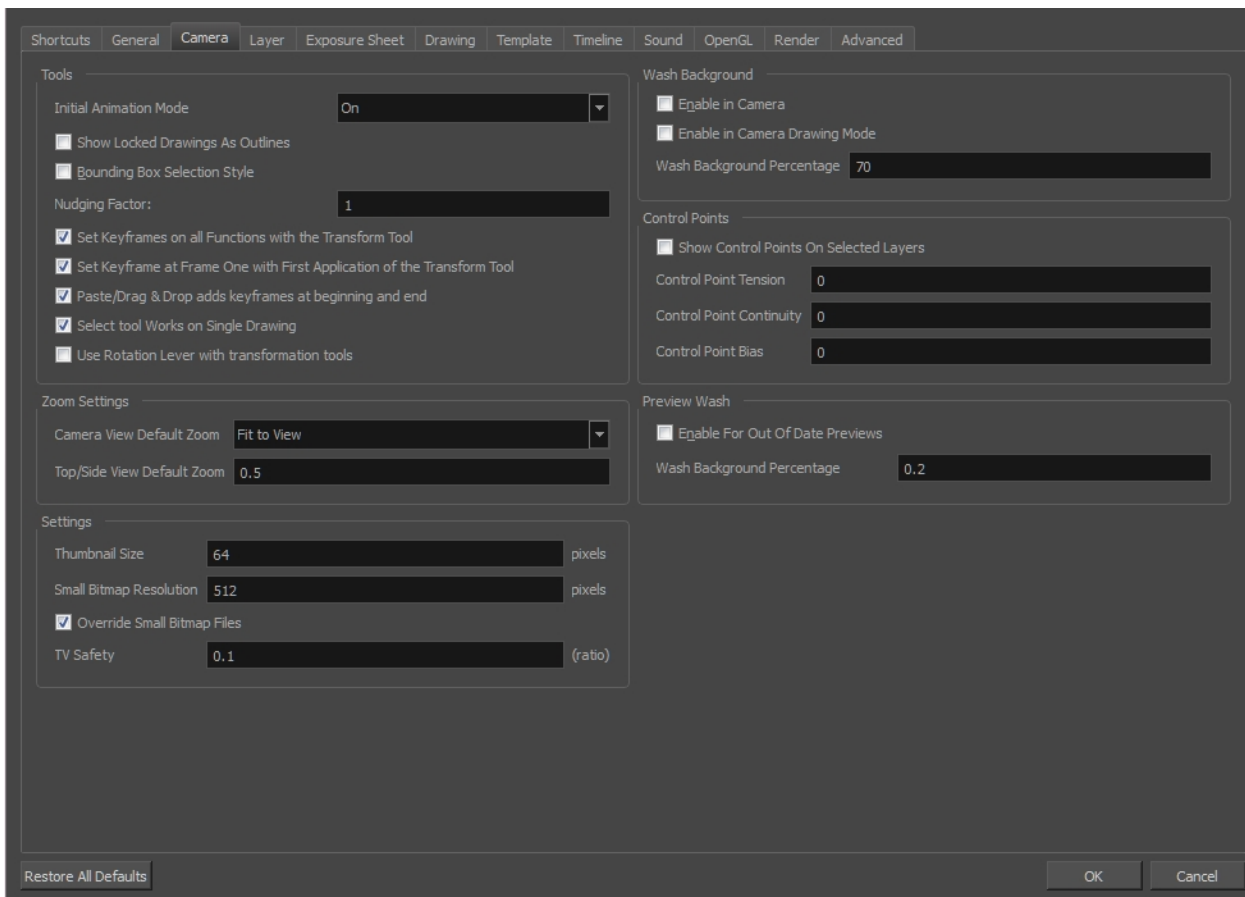 Shortcuts General Camera Layer Exposure Sheet Drawing Template Timeline Sound OpenGL Render Advanced
Tools
Initial Animation Mode On
Show Locked Drawings As Outlines
Bounding Box Selection Style
Nudging Factor: 1
Set Keyframes on all Functions with the Transform Tool
Set Keyframe at Frame One with First Application of the Transform Tool
Paste/Drag & Drop adds keyframes at beginning and end
Select tool Works on Single Drawing
Use Rotation Lever with transformation tools
Zoom Settings
Camera View Default Zoom Fit to View
Top/Side View Default Zoom 0.5
Settings
Thumbnail Size 64 pixels
Small Bitmap Resolution 512 pixels
Override Small Bitmap Files
TV Safety 0.1 (ratio)
Wash Background
Enable in Camera
Enable in Camera Drawing Mode
Wash Background Percentage 70
Control Points
Show Control Points On Selected Layers
Control Point Tension 0
Control Point Continuity 0
Control Point Bias 0
Preview Wash
Enable For Out Of Date Previews
Wash Background Percentage 0.2
Restore All Defaults OK Cancel